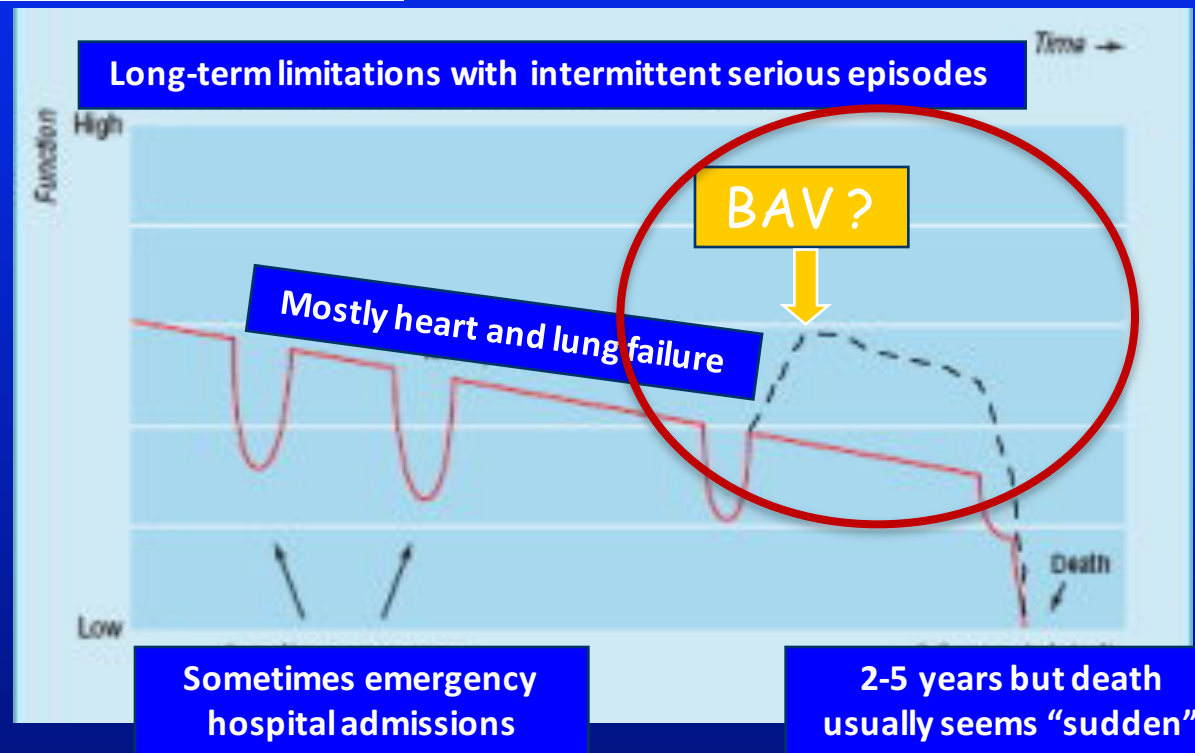 Time →
Long-term limitations with intermittent serious episodes
High
Function
BAV ?
Mostly heart and lung failure
Death
Low
Sometimes emergency
hospital admissions
2-5 years but death
usually seems “sudden”